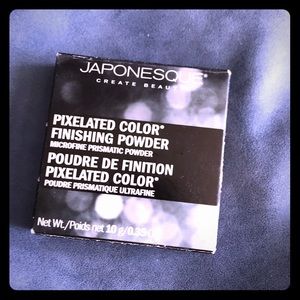 JAPONESQUE®
CREATE BEAUTY
PIXELATED COLOR®
FINISHING POWDER
MICROFINE PRISMATIC POWDER
POUDRE DE FINITION
PIXELATED COLOR®
POUDRE PRISMATIQUE ULTRAFINE
Net Wt./Poids net 10 g/0.35